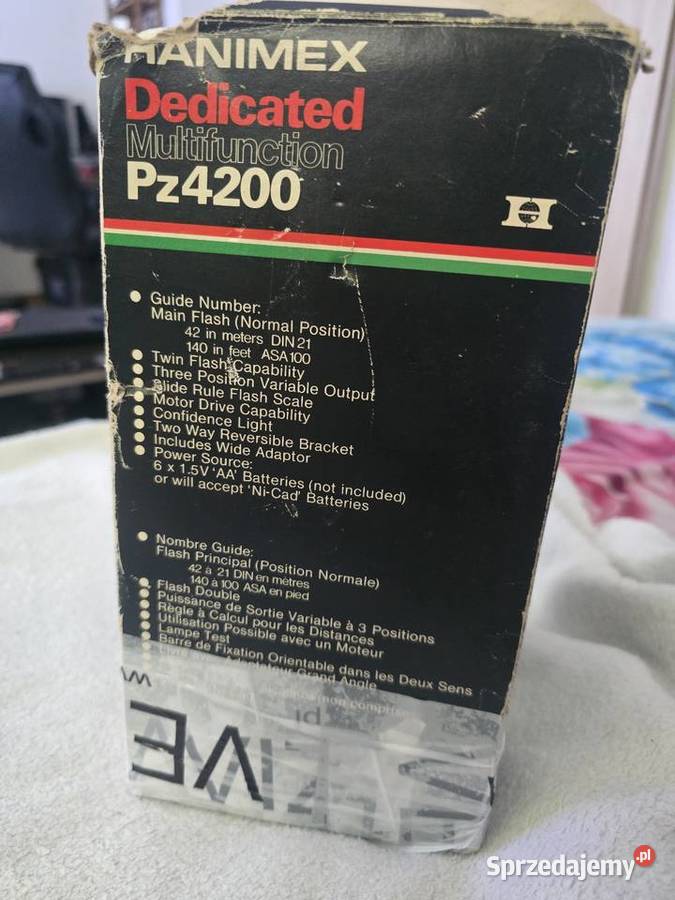 HANIMEX
Dedicated
Multifunction
Pz4200
H
Guide Number:
Main Flash (Normal Position)
42 in meters DIN 21
140 in feet ASA 100
Twin Flash Capability
Three Position Variable Output
Slide Rule Flash Scale
Motor Drive Capability
Confidence Light
Two Way Reversible Bracket
Includes Wide Adaptor
Power Source:
6 x 1.5V 'AA' Batteries (not included)
or will accept 'Ni-Cad' Batteries
Nombre Guide:
Flash Principal (Position Normale)
42 à 21 DIN en mètres
140 à 100 ASA en pied
Flash Double
Puissance de Sortie Variable à 3 Positions
Règle à Calcul pour les Distances
Utilisation Possible avec un Moteur
Lampe Test
Barre de Fixation Orientable dans les Deux Sens
Grand Angle
Sprzedajemy.pl